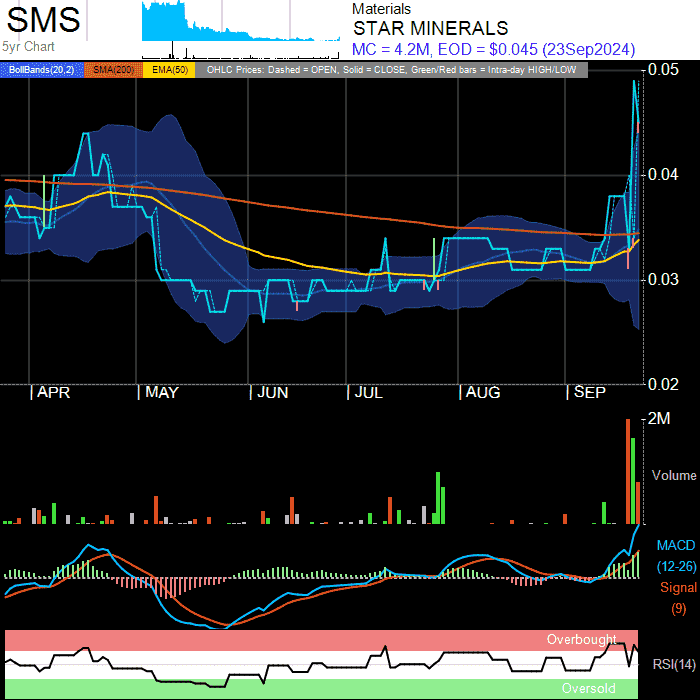 SMS
5yr Chart
Materials
STAR MINERALS
MC = 4.2M, EOD = $0.045 (23Sep2024)
BollBands(20,2) SMA(200) EMA(50) OHLC Prices: Dashed = OPEN, Solid = CLOSE, Green/Red bars = Intra-day HIGH/LOW
0.05
0.04
0.03
0.02
APR MAY JUN JUL AUG SEP
2M
Volume
MACD
(12-26)
Signal
(9)
Overbought
RSI(14)
Oversold